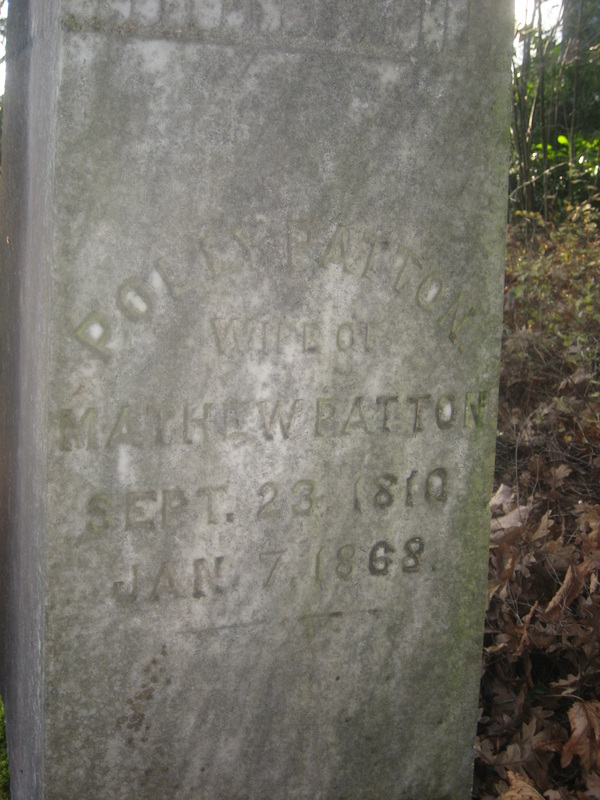 POLLY PATTON
WIFE OF
MATHEW PATTON
SEPT. 23, 1810
JAN. 7, 1868.